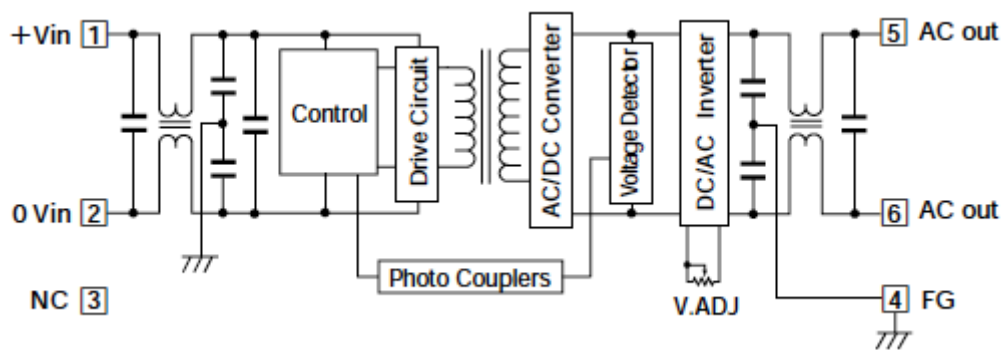 +Vin 1
0 Vin 2
NC 3
Control
Drive Circuit
AC/DC Converter
Voltage Detector
DC/AC Inverter
Photo Couplers
V.ADJ
5 AC out
6 AC out
4 FG